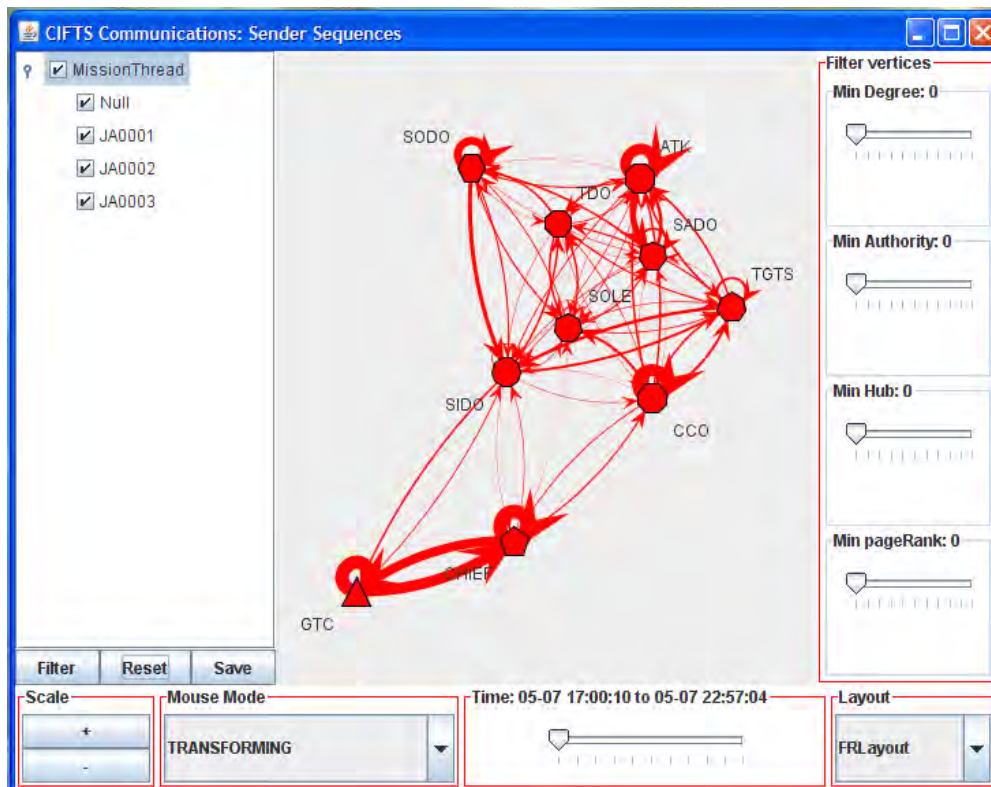 CIFTS Communications: Sender Sequences
MissionThread
Null
JA0001
JA0002
JA0003
SODO
ATK
TDO
SADO
TGTS
SOLE
SIDO
CCO
CHIEF
GTC
Filter vertices
Min Degree: 0
Min Authority: 0
Min Hub: 0
Min pageRank: 0
Filter
Reset
Save
Scale
+
-
Mouse Mode
TRANSFORMING
Time: 05-07 17:00:10 to 05-07 22:57:04
Layout
FRLayout